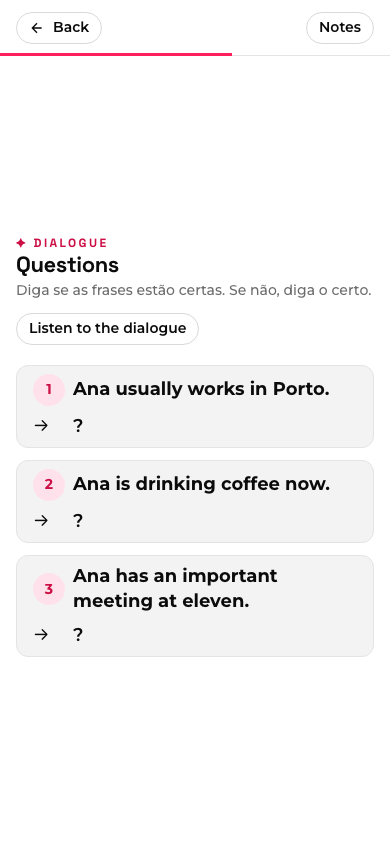 ← Back
Notes
✦ DIALOGUE
Questions
Diga se as frases estão certas. Se não, diga o certo.
Listen to the dialogue
1 Ana usually works in Porto.
→ ?
2 Ana is drinking coffee now.
→ ?
3 Ana has an important
meeting at eleven.
→ ?